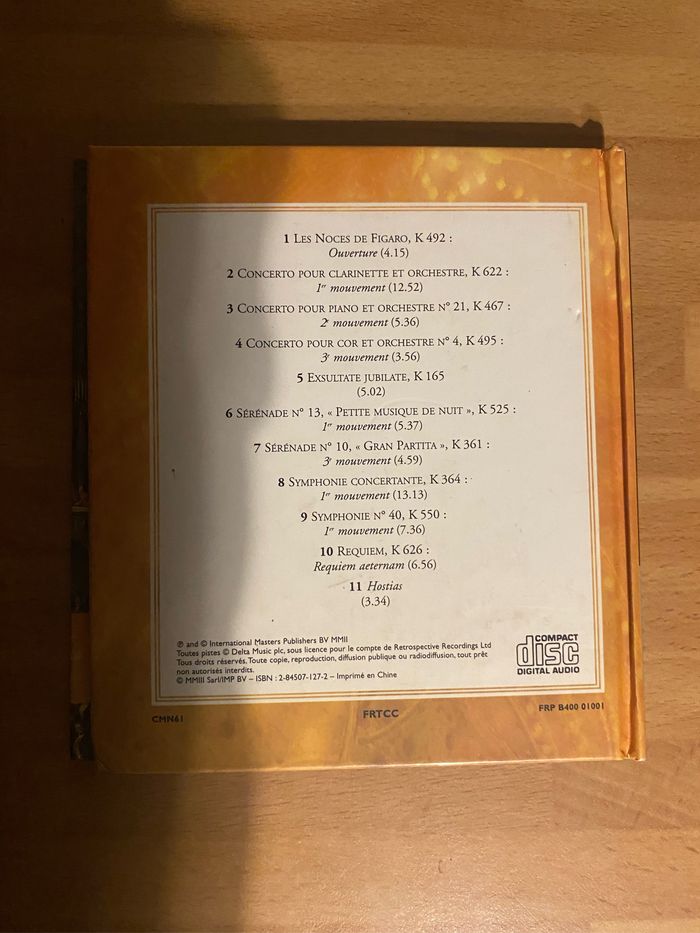 1 Les Noces de Figaro, K 492 :
Ouverture (4.15)
2 Concerto pour clarinette et orchestre, K 622 :
1er mouvement (12.52)
3 Concerto pour piano et orchestre n° 21, K 467 :
2e mouvement (5.36)
4 Concerto pour cor et orchestre n° 4, K 495 :
3e mouvement (3.56)
5 Exsultate jubilate, K 165
(5.02)
6 Sérénade n° 13, « Petite musique de nuit », K 525 :
1er mouvement (5.37)
7 Sérénade n° 10, « Gran Partita », K 361 :
3e mouvement (4.59)
8 Symphonie concertante, K 364 :
1er mouvement (13.13)
9 Symphonie n° 40, K 550 :
1er mouvement (7.36)
10 Requiem, K 626 :
Requiem aeternam (6.56)
11 Hostias
(3.34)
℗ and © International Masters Publishers BV MMII
Toutes pistes © Delta Music plc, sous licence pour le compte de Retrospective Recordings Ltd
Tous droits réservés. Toute copie, reproduction, diffusion publique ou radiodiffusion, tout prêt
non autorisés interdits.
© MMIII Sarl/IMP BV – ISBN : 2-84507-127-2 – Imprimé en Chine
COMPACT
disc
DIGITAL AUDIO
CMN61
FRTCC
FRP B400 01001